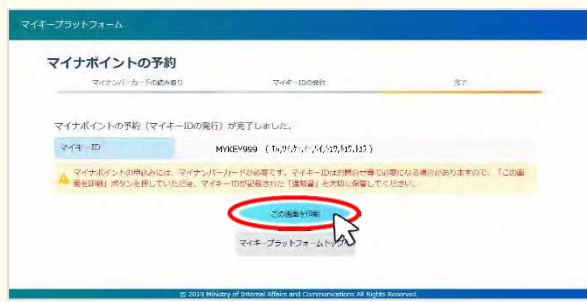 マイキープラットフォーム
マイナポイントの予約
マイナンバーカードの読み取り
マイキーIDの発行
完了
マイナポイントの予約（マイキーIDの発行）が完了しました。
マイキーID
MYKEY999
マイナポイントの申込みには、マイナンバーカードが必要です。マイキーIDはお問合せ等で必要になる場合がありますので、「この画
面を印刷」ボタンを押していただき、マイキーIDが記載された「通知書」を大切に保管してください。
この画面を印刷
マイキープラットフォームトップへ
© 2019 Ministry of Internal Affairs and Communications All Rights Reserved.